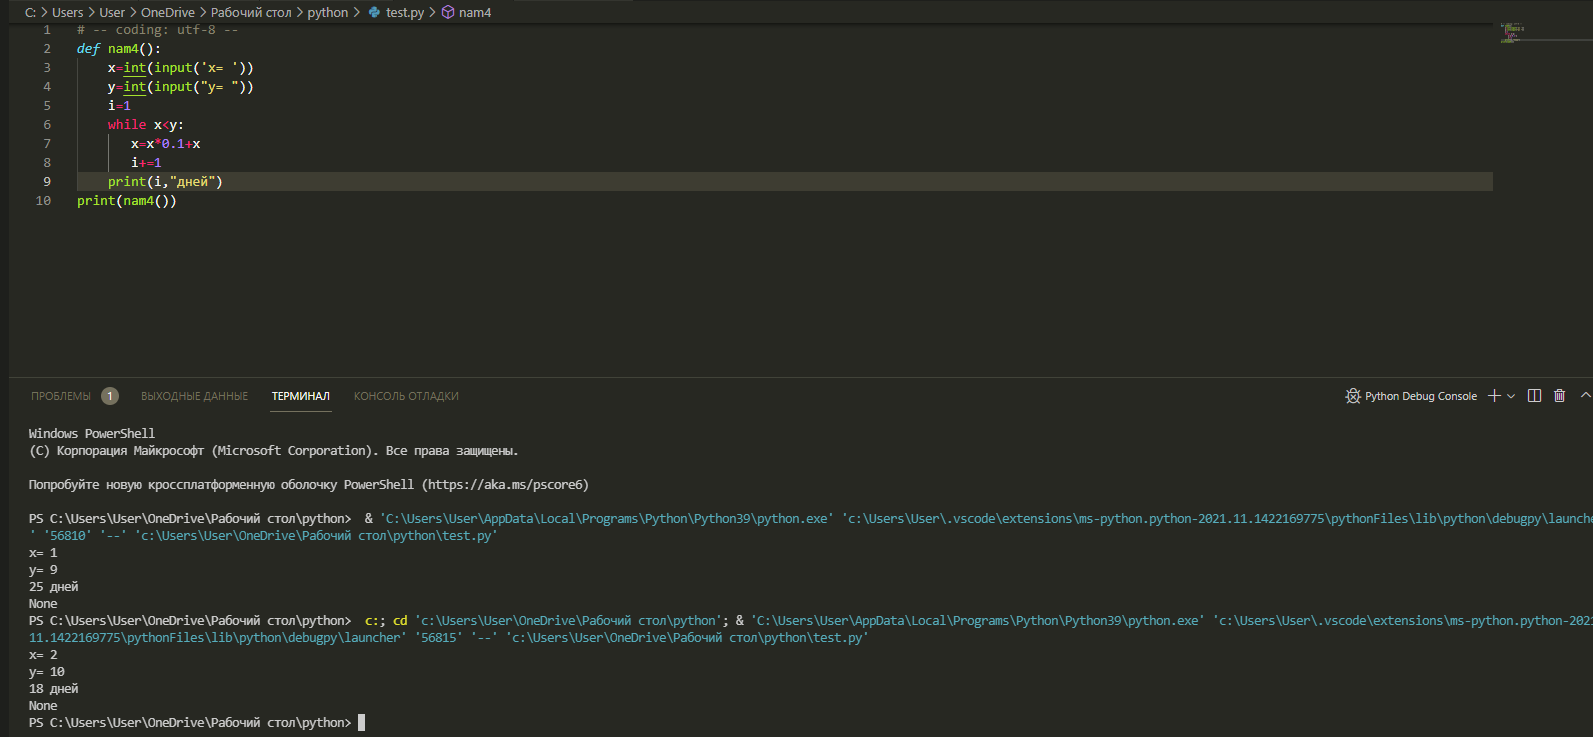 C: > Users > User > OneDrive > Рабочий стол > python > test.py > nam4
1 # -- coding: utf-8 --
2 def nam4():
3 x=int(input('x= '))
4 y=int(input("y= "))
5 i=1
6 while x<y:
7 x=x*0.1+x
8 i+=1
9 print(i,"дней")
10 print(nam4())
ПРОБЛЕМЫ 1 ВЫХОДНЫЕ ДАННЫЕ ТЕРМИНАЛ КОНСОЛЬ ОТЛАДКИ Python Debug Console
Windows PowerShell
(C) Корпорация Майкрософт (Microsoft Corporation). Все права защищены.
Попробуйте новую кроссплатформенную оболочку PowerShell (https://aka.ms/pscore6)
PS C:\Users\User\OneDrive\Рабочий стол\python>  & 'C:\Users\User\AppData\Local\Programs\Python\Python39\python.exe' 'c:\Users\User\.vscode\extensions\ms-python.python-2021.11.1422169775\pythonFiles\lib\python\debugpy\launche
' '56810' '--' 'c:\Users\User\OneDrive\Рабочий стол\python\test.py'
x= 1
y= 9
25 дней
None
PS C:\Users\User\OneDrive\Рабочий стол\python>  c:; cd 'c:\Users\User\OneDrive\Рабочий стол\python'; & 'C:\Users\User\AppData\Local\Programs\Python\Python39\python.exe' 'c:\Users\User\.vscode\extensions\ms-python.python-202
11.1422169775\pythonFiles\lib\python\debugpy\launcher' '56815' '--' 'c:\Users\User\OneDrive\Рабочий стол\python\test.py'
x= 2
y= 10
18 дней
None
PS C:\Users\User\OneDrive\Рабочий стол\python>